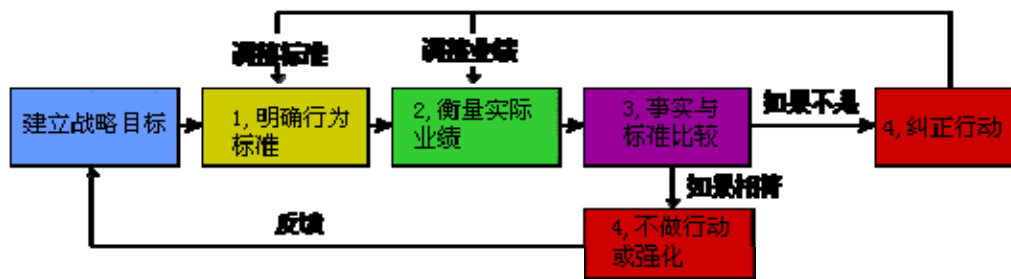 调整标准
调整业绩
建立战略目标
1,明确行为
标准
2,衡量实际
业绩
3,事实与
标准比较
如果不是
4,纠正行动
如果相符
反馈
4,不做行动
或强化